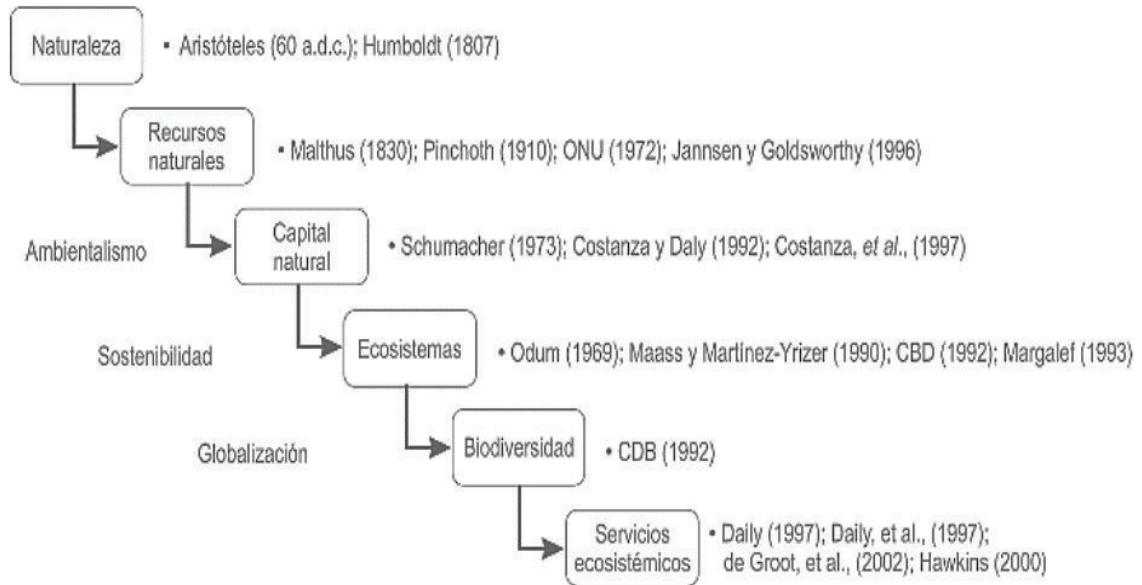 Naturaleza
• Aristóteles (60 a.d.c.); Humboldt (1807)
Recursos
naturales
• Malthus (1830); Pinchoth (1910); ONU (1972); Jannsen y Goldsworthy (1996)
Ambientalismo
Capital
natural
• Schumacher (1973); Costanza y Daly (1992); Costanza, et al., (1997)
Sostenibilidad
Ecosistemas
• Odum (1969); Maass y Martínez-Yrizer (1990); CBD (1992); Margalef (1993)
Globalización
Biodiversidad
• CDB (1992)
Servicios
ecosistémicos
• Daily (1997); Daily, et al., (1997);
de Groot, et al., (2002); Hawkins (2000)